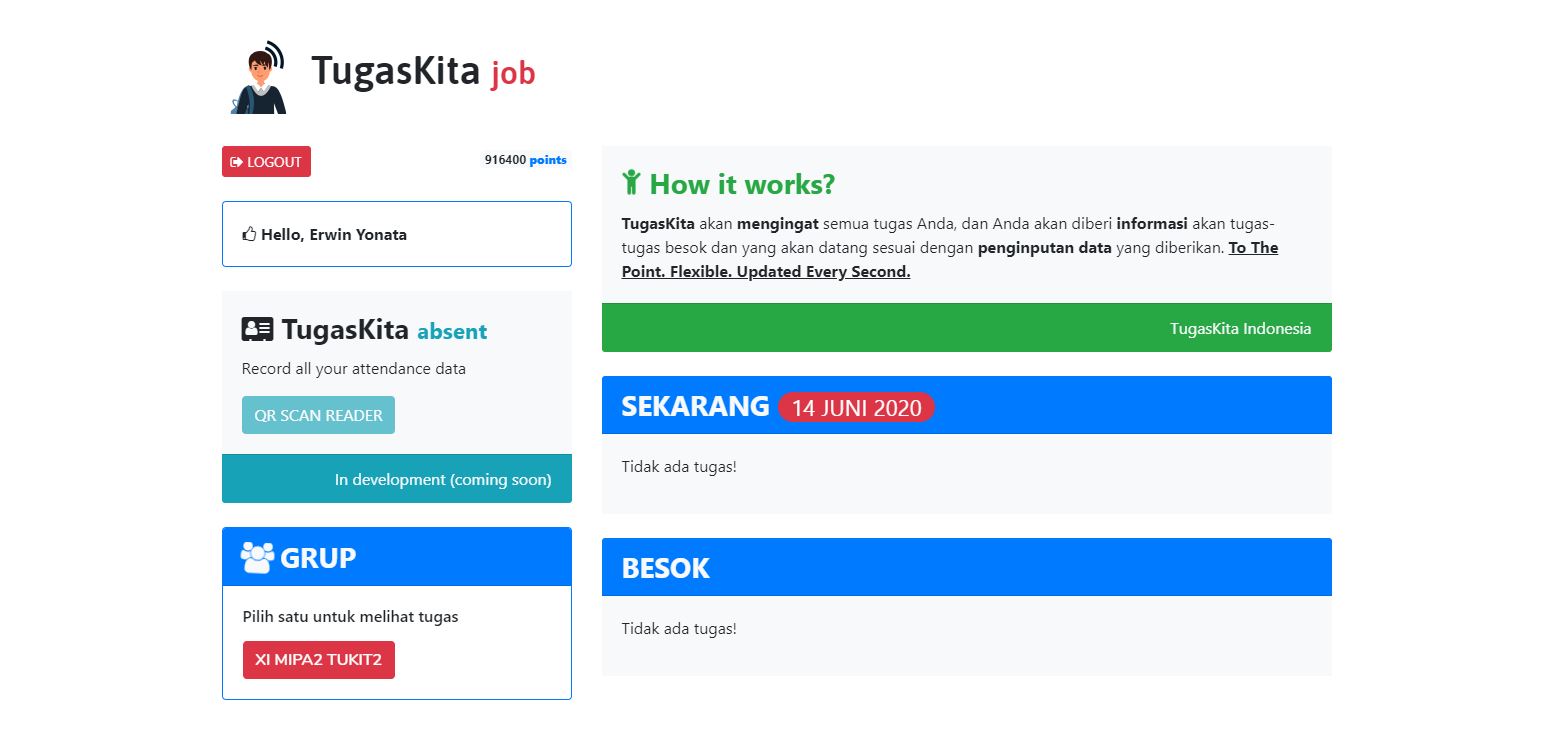 TugasKita job
LOGOUT
916400 points
Hello, Erwin Yonata
TugasKita absent
Record all your attendance data
QR SCAN READER
In development (coming soon)
GRUP
Pilih satu untuk melihat tugas
XI MIPA2 TUKIT2
How it works?
TugasKita akan mengingat semua tugas Anda, dan Anda akan diberi informasi akan tugas-
tugas besok dan yang akan datang sesuai dengan penginputan data yang diberikan. To The
Point. Flexible. Updated Every Second.
TugasKita Indonesia
SEKARANG 14 JUNI 2020
Tidak ada tugas!
BESOK
Tidak ada tugas!